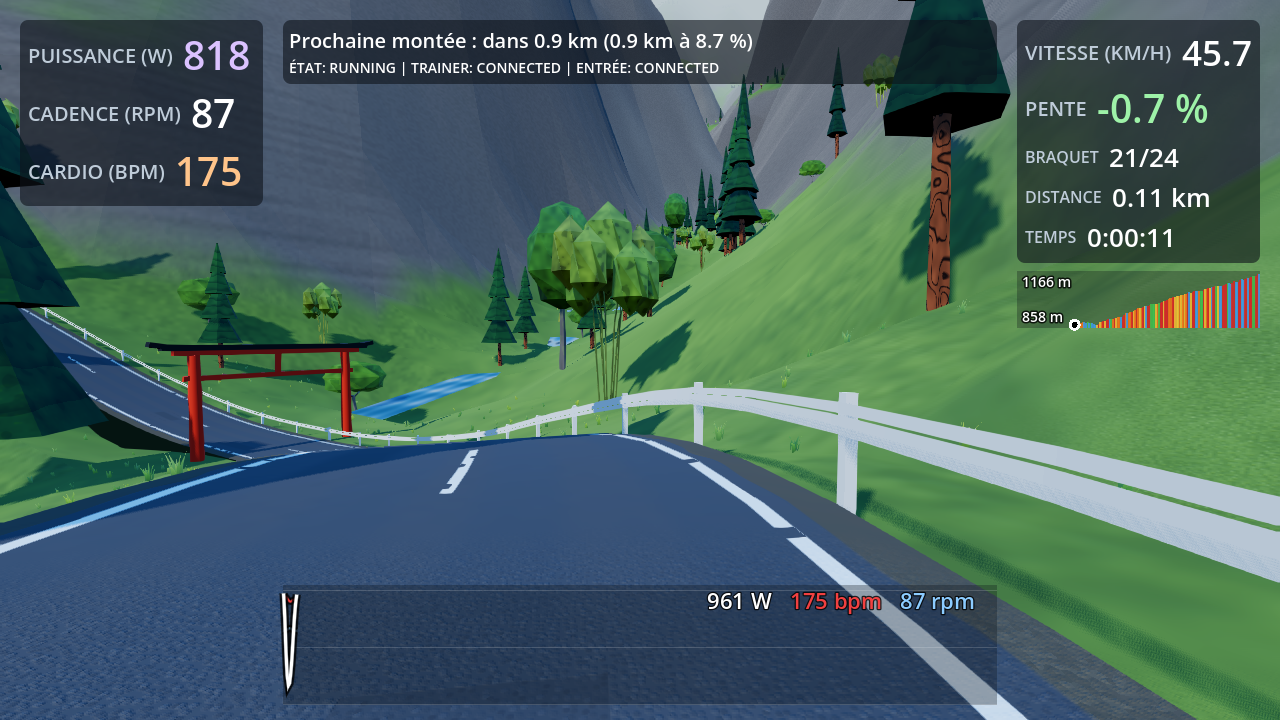 PUISSANCE (W) 818
CADENCE (RPM) 87
CARDIO (BPM) 175
Prochaine montée : dans 0.9 km (0.9 km à 8.7 %)
ÉTAT: RUNNING | TRAINER: CONNECTED | ENTRÉE: CONNECTED
VITESSE (KM/H) 45.7
PENTE -0.7 %
BRAQUET 21/24
DISTANCE 0.11 km
TEMPS 0:00:11
1166 m
858 m
961 W 175 bpm 87 rpm